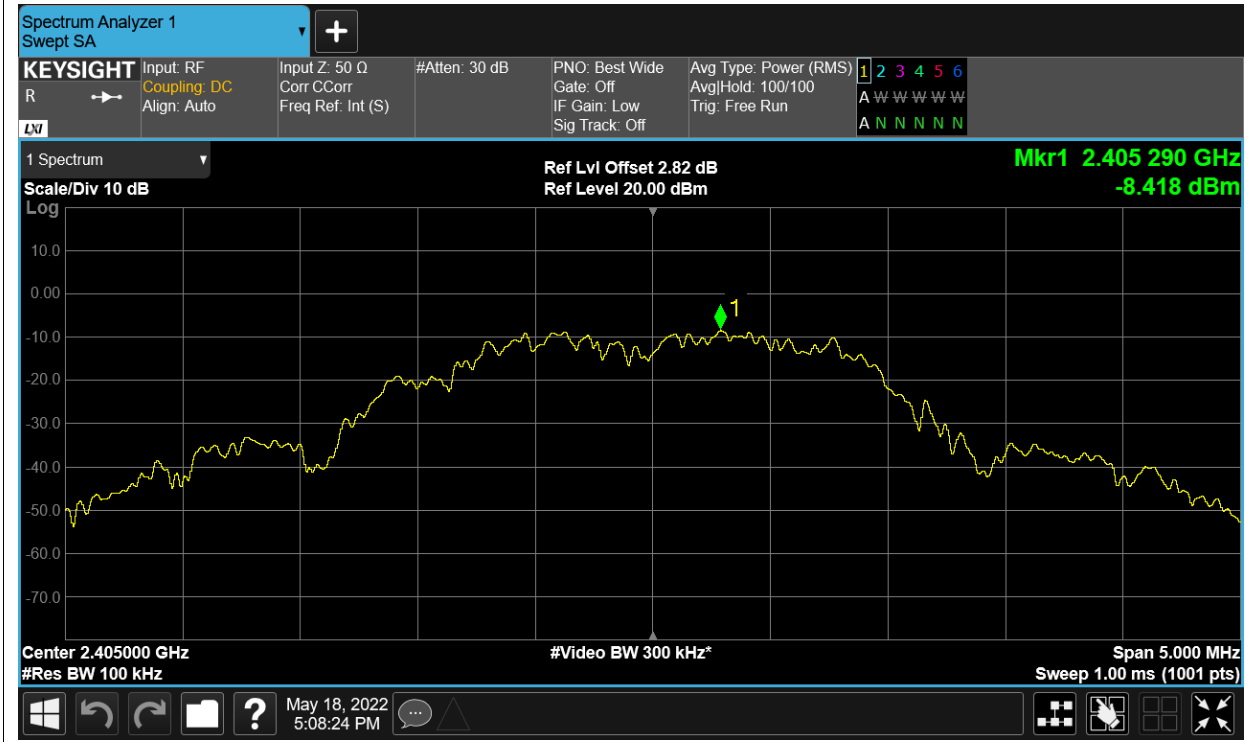 Spectrum Analyzer 1
Swept SA
+
KEYSIGHT Input: RF Input Z: 50 Ω #Atten: 30 dB PNO: Best Wide Avg Type: Power (RMS) 1 2 3 4 5 6
R Coupling: DC Corr CCorr Gate: Off Avg|Hold: 100/100 A W W W W W
Align: Auto Freq Ref: Int (S) IF Gain: Low Trig: Free Run
LXI Sig Track: Off A N N N N N
1 Spectrum
Ref Lvl Offset 2.82 dB Mkr1 2.405 290 GHz
Scale/Div 10 dB Ref Level 20.00 dBm -8.418 dBm
Log
10.0
0.00
1
-10.0
-20.0
-30.0
-40.0
-50.0
-60.0
-70.0
Center 2.405000 GHz #Video BW 300 kHz* Span 5.000 MHz
#Res BW 100 kHz Sweep 1.00 ms (1001 pts)
? May 18, 2022
5:08:24 PM